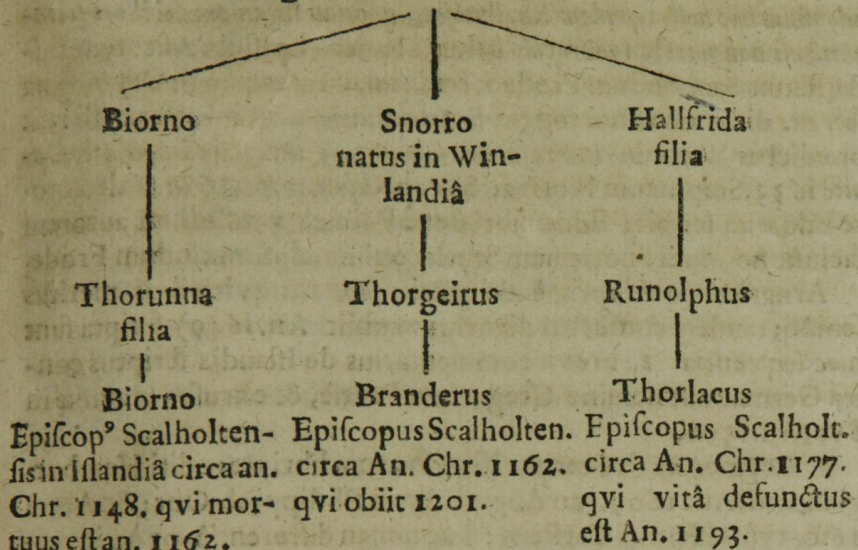 Biorno
Snorro
natus in Win-
landiâ
Hallfrida
filia
Thorunna
filia
Thorgeirus
Runolphus
Biorno
Epiſcopꝰ Scalholten-
ſis in Iſlandiâ circa an.
Chr. 1148. qvi mor-
tuus eſt an. 1162.
Branderus
Epiſcopus Scalholten.
circa An. Chr. 1162.
qvi obiit 1201.
Thorlacus
Epiſcopus Scalholt.
circa An. Chr. 1177.
qvi vitâ defunctus
eſt An. 1193.